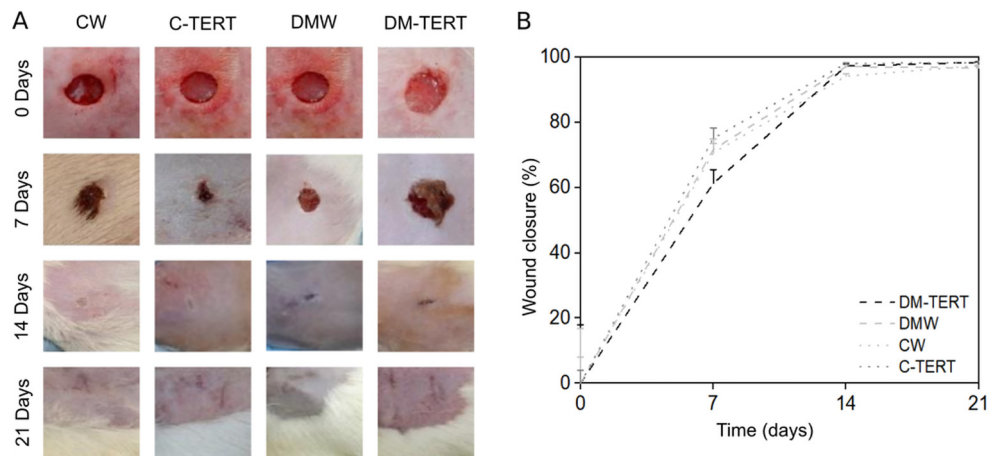 A
CW C-TERT DMW DM-TERT
0 Days
7 Days
14 Days
21 Days
B
100
80
60
40
20
0
Wound closure (%)
DM-TERT
DMW
CW
C-TERT
0 7 14 21
Time (days)